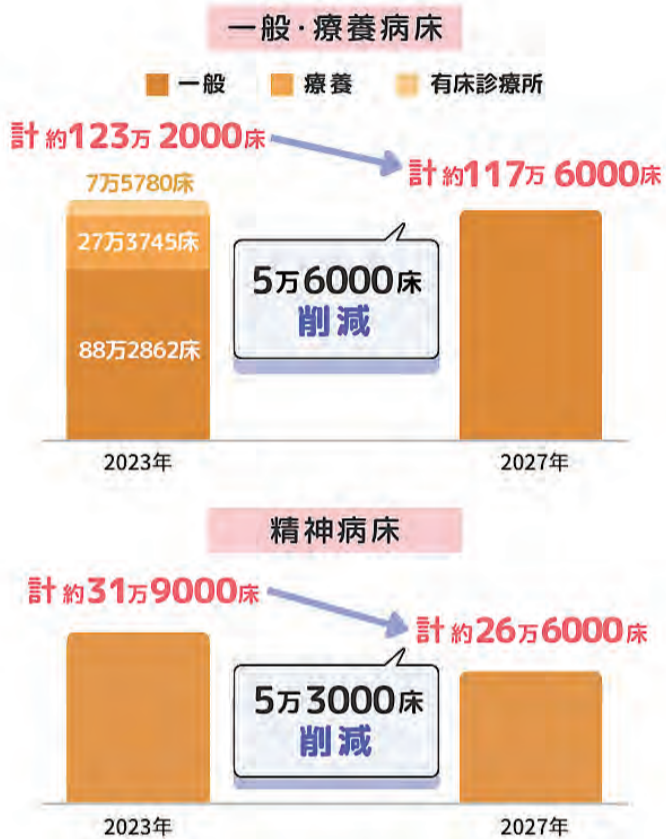 一般・療養病床
一般 療養 有床診療所
計 約123万 2000床
計 約117万 6000床
7万5780床
27万3745床
88万2862床
5万6000床
削減
2023年 2027年
精神病床
計 約31万9000床
計 約26万6000床
5万3000床
削減
2023年 2027年